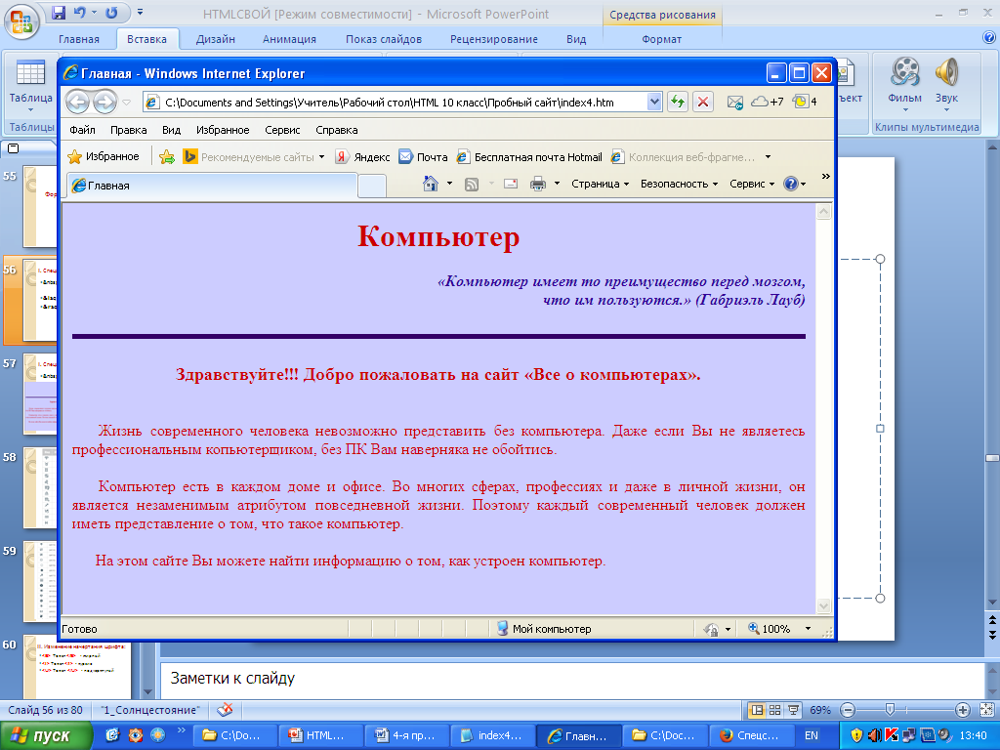 HTMLСВОЙ [Режим совместимости] - Microsoft PowerPoint
Средства рисования
Главная Вставка Дизайн Анимация Показ слайдов Рецензирование Вид Формат
Таблица
Таблицы
Фильм Звук
Клипы мультимедиа
Главная - Windows Internet Explorer
C:\Documents and Settings\Учитель\Рабочий стол\HTML 10 класс\Пробный сайт\index4.htm
+7 4
Файл Правка Вид Избранное Сервис Справка
Избранное Рекомендуемые сайты Яндекс Почта Бесплатная почта Hotmail Коллекция веб-фрагме...
Главная
Страница Безопасность Сервис »
Компьютер
«Компьютер имеет то преимущество перед мозгом,
что им пользуются.» (Габриэль Лауб)
Здравствуйте!!! Добро пожаловать на сайт «Все о компьютерах».
Жизнь современного человека невозможно представить без компьютера. Даже если Вы не являетесь
профессиональным копьютерщиком, без ПК Вам наверняка не обойтись.
Компьютер есть в каждом доме и офисе. Во многих сферах, профессиях и даже в личной жизни, он
является незаменимым атрибутом повседневной жизни. Поэтому каждый современный человек должен
иметь представление о том, что такое компьютер.
На этом сайте Вы можете найти информацию о том, как устроен компьютер.
Готово Мой компьютер 100%
55
56
57
58
59
60
Заметки к слайду
Слайд 56 из 80 "1_Солнцестояние" 69%
пуск » C:\Do... HTML... 4-я пр... index4... Главн... C:\Doc... Спецс... EN 13:40